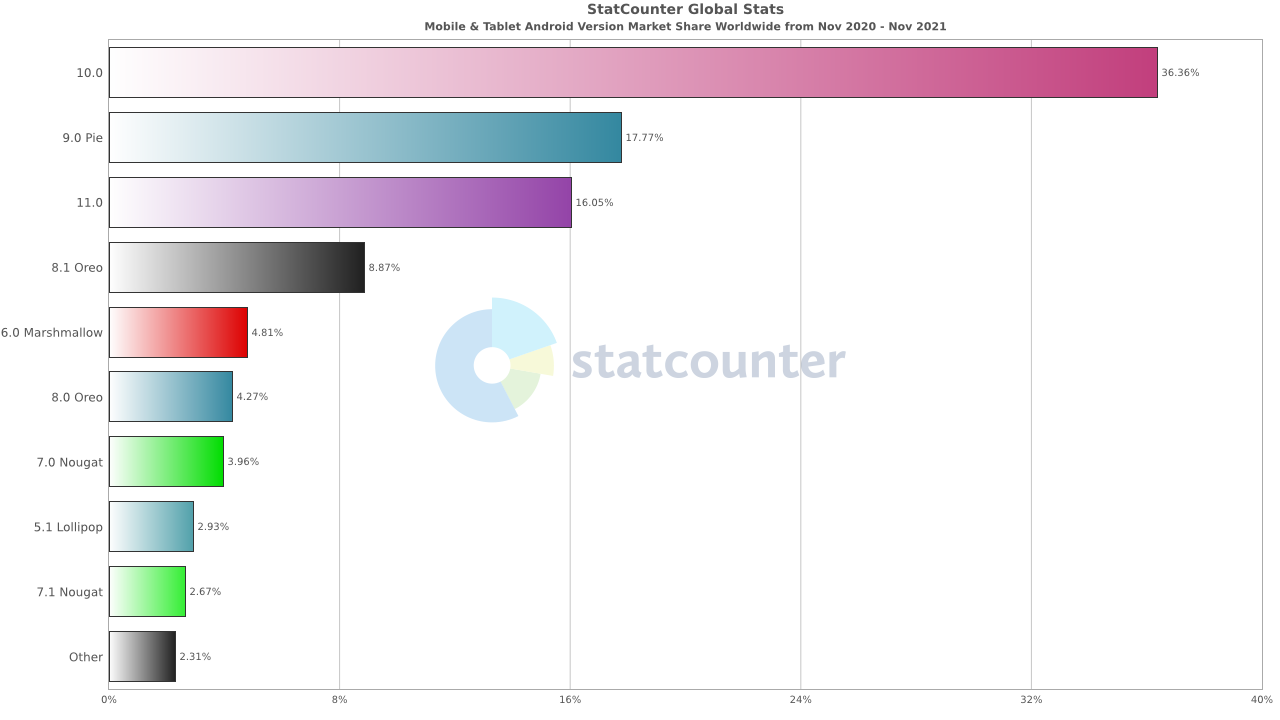 StatCounter Global Stats
Mobile & Tablet Android Version Market Share Worldwide from Nov 2020 - Nov 2021
10.0 36.36%
9.0 Pie 17.77%
11.0 16.05%
8.1 Oreo 8.87%
6.0 Marshmallow 4.81%
statcounter
8.0 Oreo 4.27%
7.0 Nougat 3.96%
5.1 Lollipop 2.93%
7.1 Nougat 2.67%
Other 2.31%
0% 8% 16% 24% 32% 40%